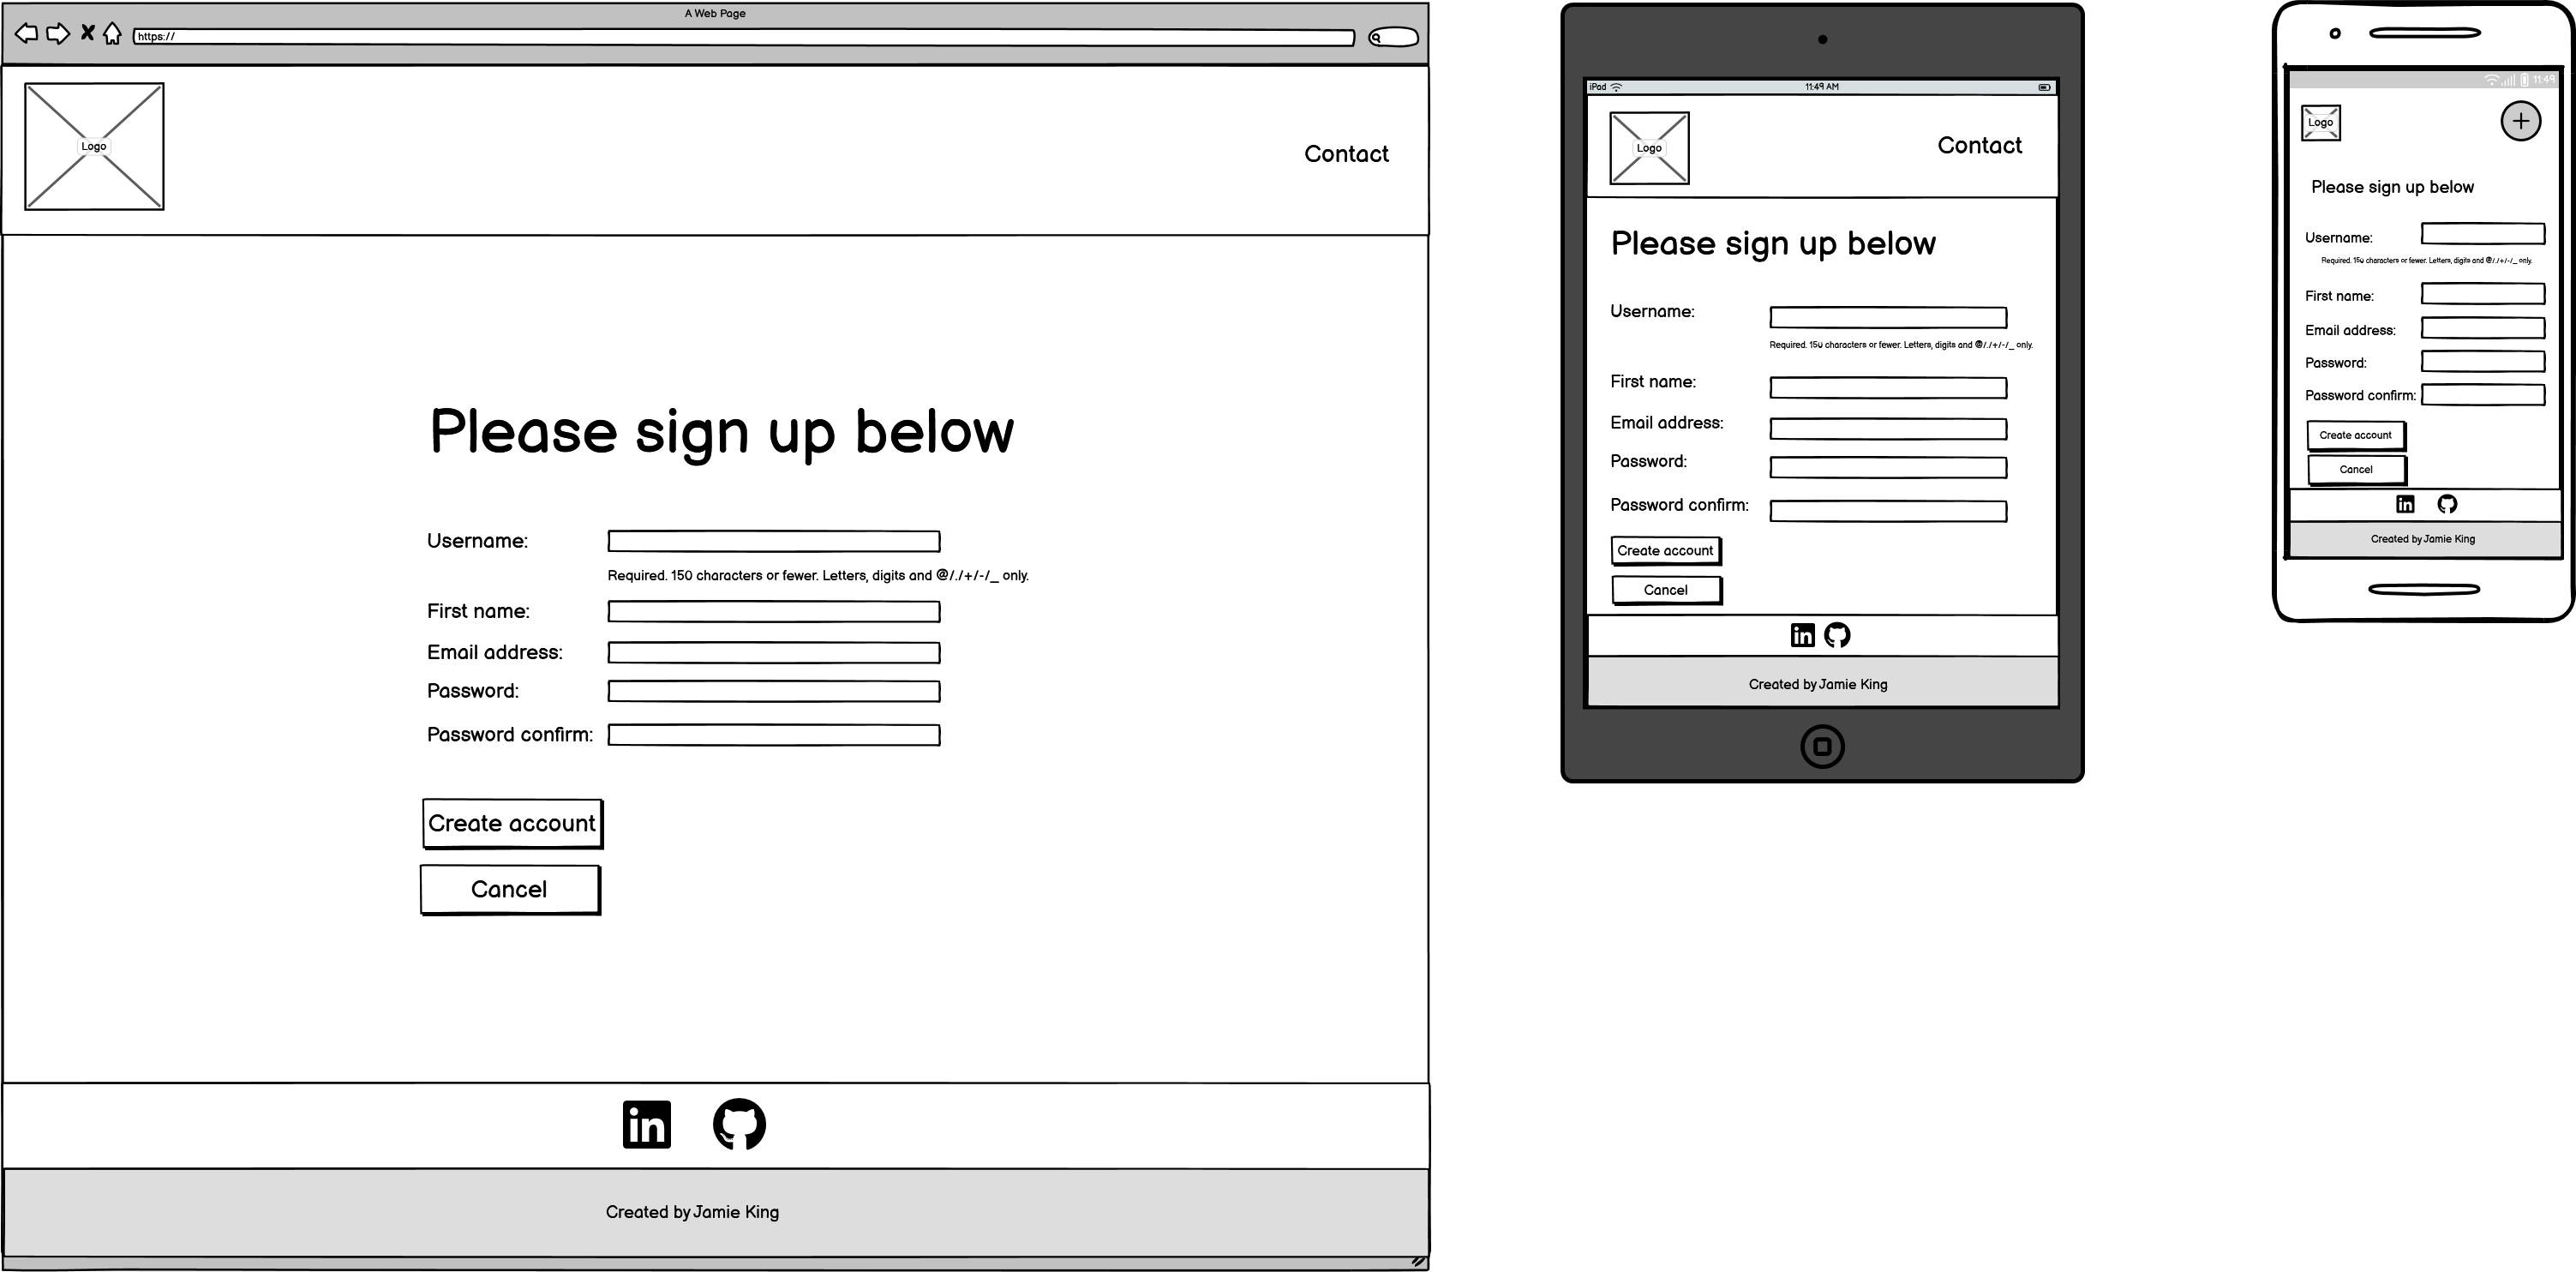 A Web Page
https://
Logo
Contact
Please sign up below
Username:
Required. 150 characters or fewer. Letters, digits and @/./+/-/_ only.
First name:
Email address:
Password:
Password confirm:
Create account
Cancel
in
Created by Jamie King
iPad
11:49 AM
Logo
Contact
Please sign up below
Username:
Required. 150 characters or fewer. Letters, digits and @/./+/-/_ only.
First name:
Email address:
Password:
Password confirm:
Create account
Cancel
in
Created by Jamie King
11:49
Logo
Please sign up below
Username:
Required. 150 characters or fewer. Letters, digits and @/./+/-/_ only.
First name:
Email address:
Password:
Password confirm:
Create account
Cancel
in
Created by Jamie King